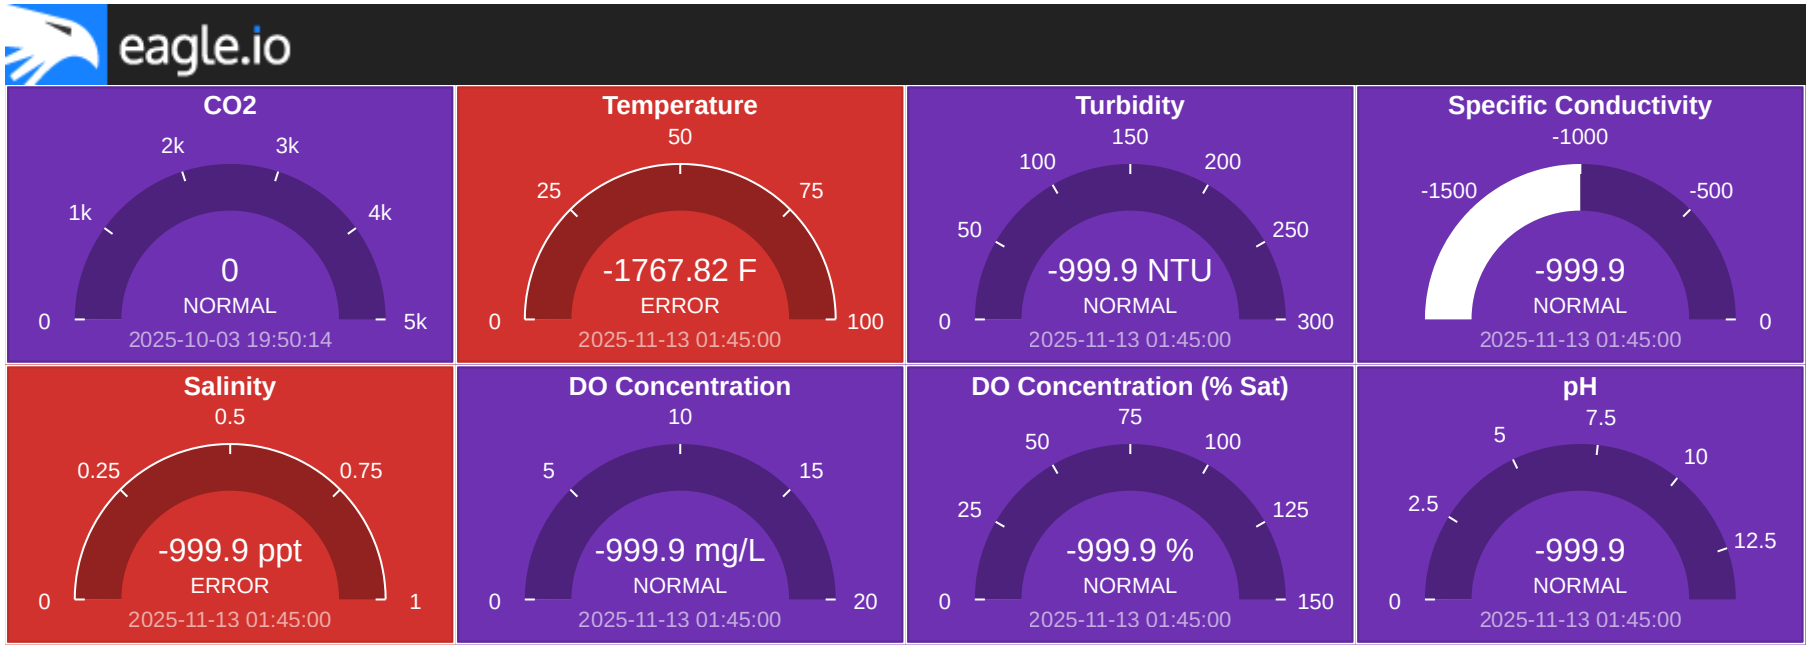 eagle.io
CO2
2k 3k
1k 4k
0
NORMAL
0 5k
2025-10-03 19:50:14
Temperature
50
25 75
-1767.82 F
ERROR
0 100
2025-11-13 01:45:00
Turbidity
150
100 200
50 250
-999.9 NTU
NORMAL
0 300
2025-11-13 01:45:00
Specific Conductivity
-1000
-1500 -500
-999.9
NORMAL
0
2025-11-13 01:45:00
Salinity
0.5
0.25 0.75
-999.9 ppt
ERROR
0 1
2025-11-13 01:45:00
DO Concentration
10
5 15
-999.9 mg/L
NORMAL
0 20
2025-11-13 01:45:00
DO Concentration (% Sat)
75
50 100
25 125
-999.9 %
NORMAL
0 150
2025-11-13 01:45:00
pH
7.5
5 10
2.5 12.5
-999.9
NORMAL
0
2025-11-13 01:45:00